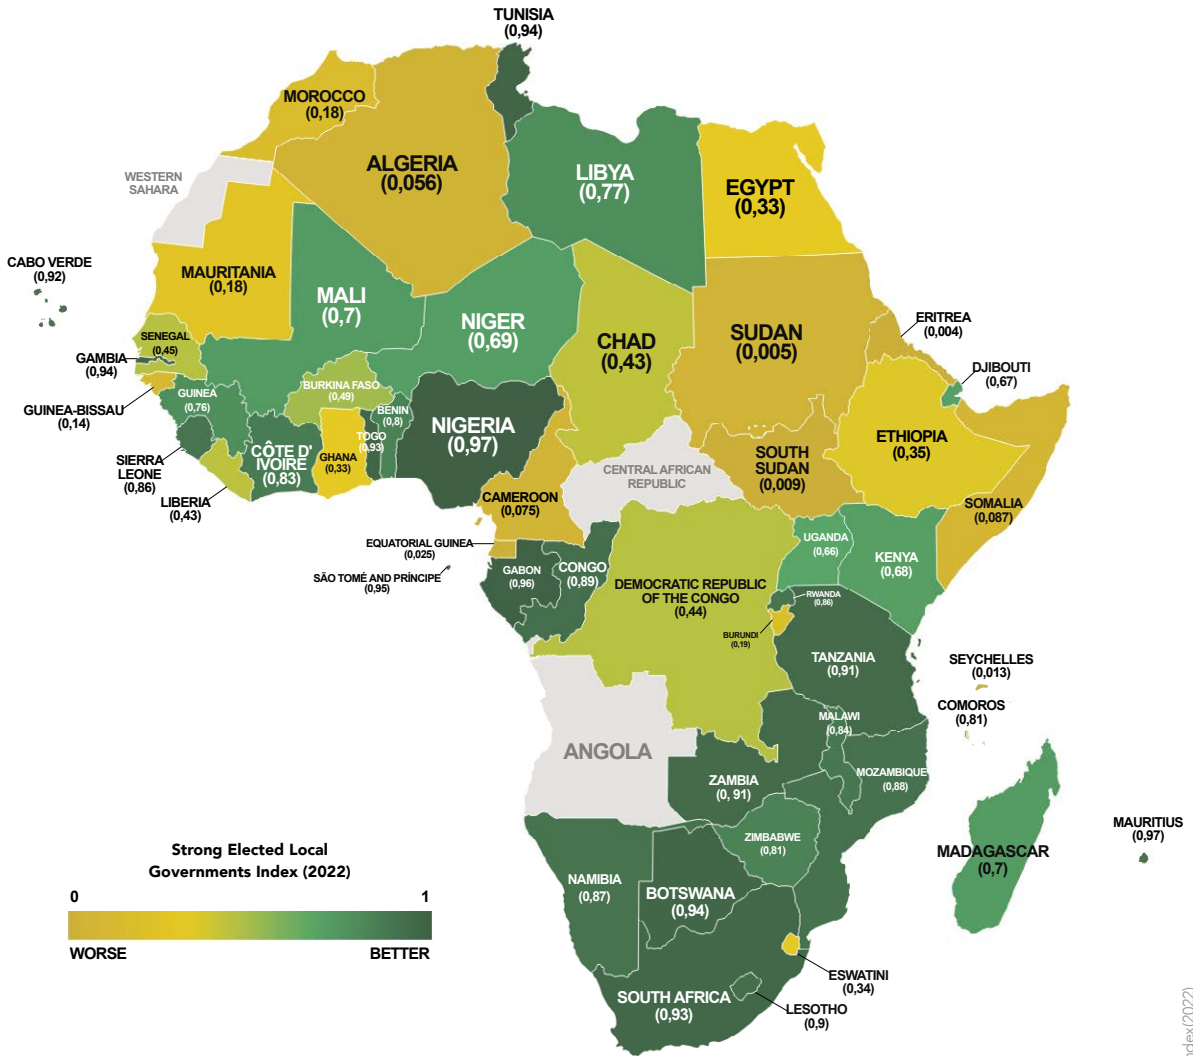 TUNISIA
(0,94)
MOROCCO
(0,18)
ALGERIA
(0,056)
LIBYA
(0,77)
EGYPT
(0,33)
WESTERN
SAHARA
MAURITANIA
(0,18)
CABO VERDE
(0,92)
MALI
(0,7)
NIGER
(0,69)
CHAD
(0,43)
SUDAN
(0,005)
ERITREA
(0,004)
DJIBOUTI
(0,67)
SENEGAL
(0,45)
GAMBIA
(0,94)
GUINEA-BISSAU
(0,14)
GUINEA
(0,76)
BURKINA FASO
(0,49)
BENIN
(0,8)
TOGO
(0,93)
NIGERIA
(0,97)
CÔTE D'
IVOIRE
(0,83)
GHANA
(0,33)
SIERRA
LEONE
(0,86)
LIBERIA
(0,43)
CENTRAL AFRICAN
REPUBLIC
SOUTH
SUDAN
(0,009)
ETHIOPIA
(0,35)
SOMALIA
(0,087)
CAMEROON
(0,075)
EQUATORIAL GUINEA
(0,025)
SÃO TOMÉ AND PRÍNCIPE
(0,95)
GABON
(0,96)
CONGO
(0,89)
DEMOCRATIC REPUBLIC
OF THE CONGO
(0,44)
UGANDA
(0,66)
KENYA
(0,68)
RWANDA
(0,86)
BURUNDI
(0,19)
TANZANIA
(0,91)
SEYCHELLES
(0,013)
COMOROS
(0,81)
ANGOLA
MALAWI
(0,84)
ZAMBIA
(0, 91)
MOZAMBIQUE
(0,88)
MAURITIUS
(0,97)
MADAGASCAR
(0,7)
ZIMBABWE
(0,81)
NAMIBIA
(0,87)
BOTSWANA
(0,94)
ESWATINI
(0,34)
SOUTH AFRICA
(0,93)
LESOTHO
(0,9)
Strong Elected Local
Governments Index (2022)
0 1
WORSE BETTER
(2022)